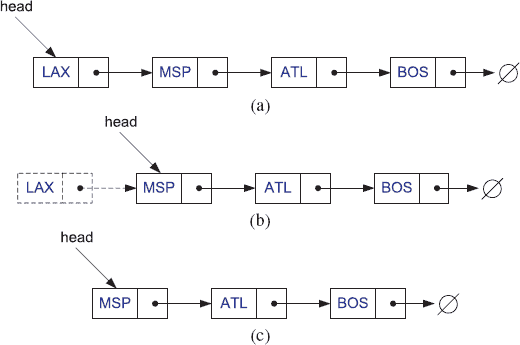 head
LAX MSP ATL BOS ∅
(a)
head
LAX MSP ATL BOS ∅
(b)
head
MSP ATL BOS ∅
(c)